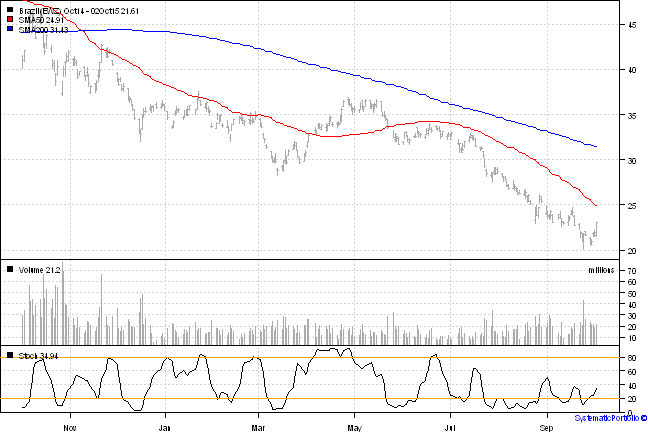 Brazil(EWZ) Oct14 - 02Oct15 21.61
SMA50 24.91
SMA200 31.43
45
40
35
30
25
20
Volume 21.2
millions
70
60
50
40
30
20
10
Stoch 34.94
80
60
40
20
0
Nov Jan Mar May Jul Sep
SystematicPortfolio ©